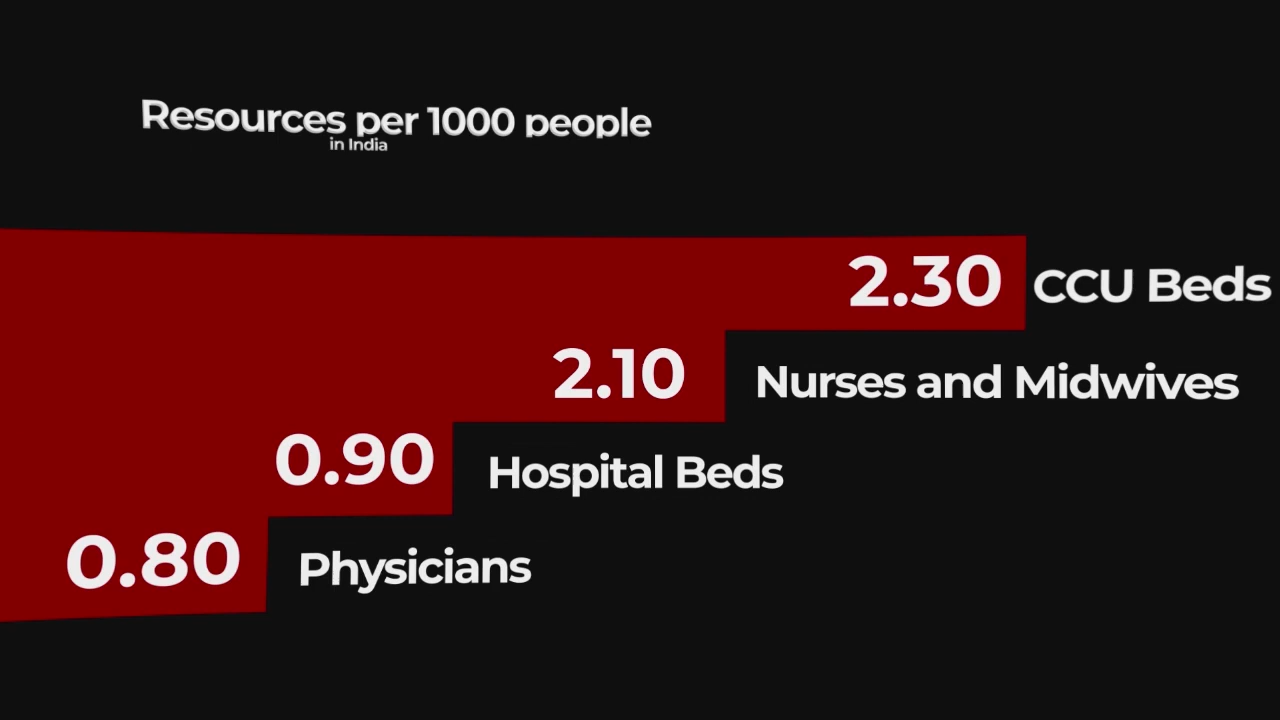 Resources per 1000 people
in India
2.30 CCU Beds
2.10 Nurses and Midwives
0.90 Hospital Beds
0.80 Physicians